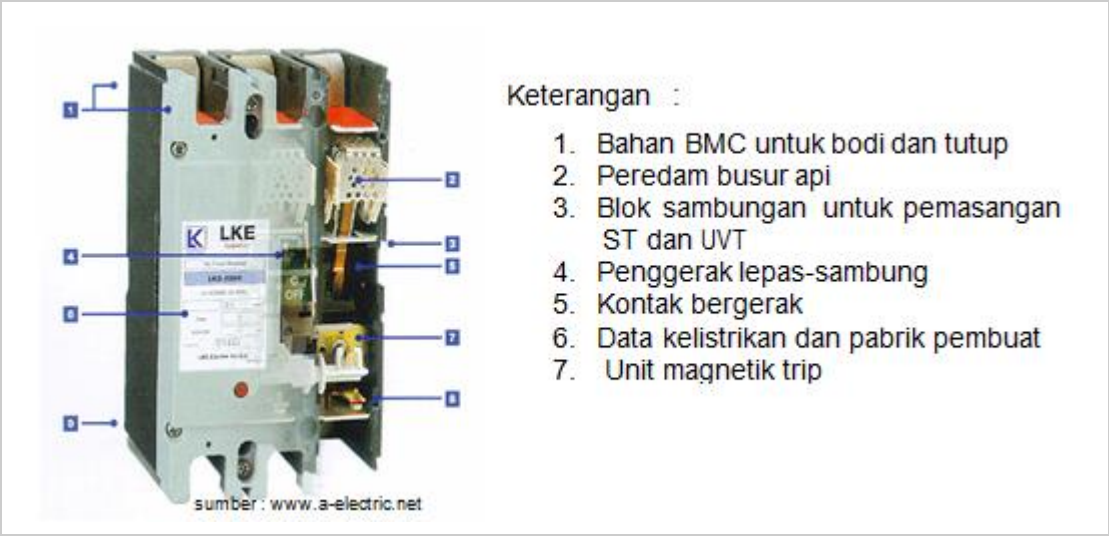 Keterangan :
1. Bahan BMC untuk bodi dan tutup
2. Peredam busur api
3. Blok sambungan untuk pemasangan
ST dan UVT
4. Penggerak lepas-sambung
5. Kontak bergerak
6. Data kelistrikan dan pabrik pembuat
7. Unit magnetik trip
1
2
3
4
5
LKE
OFF
6
7
8
9
sumber : www.a-electric.net